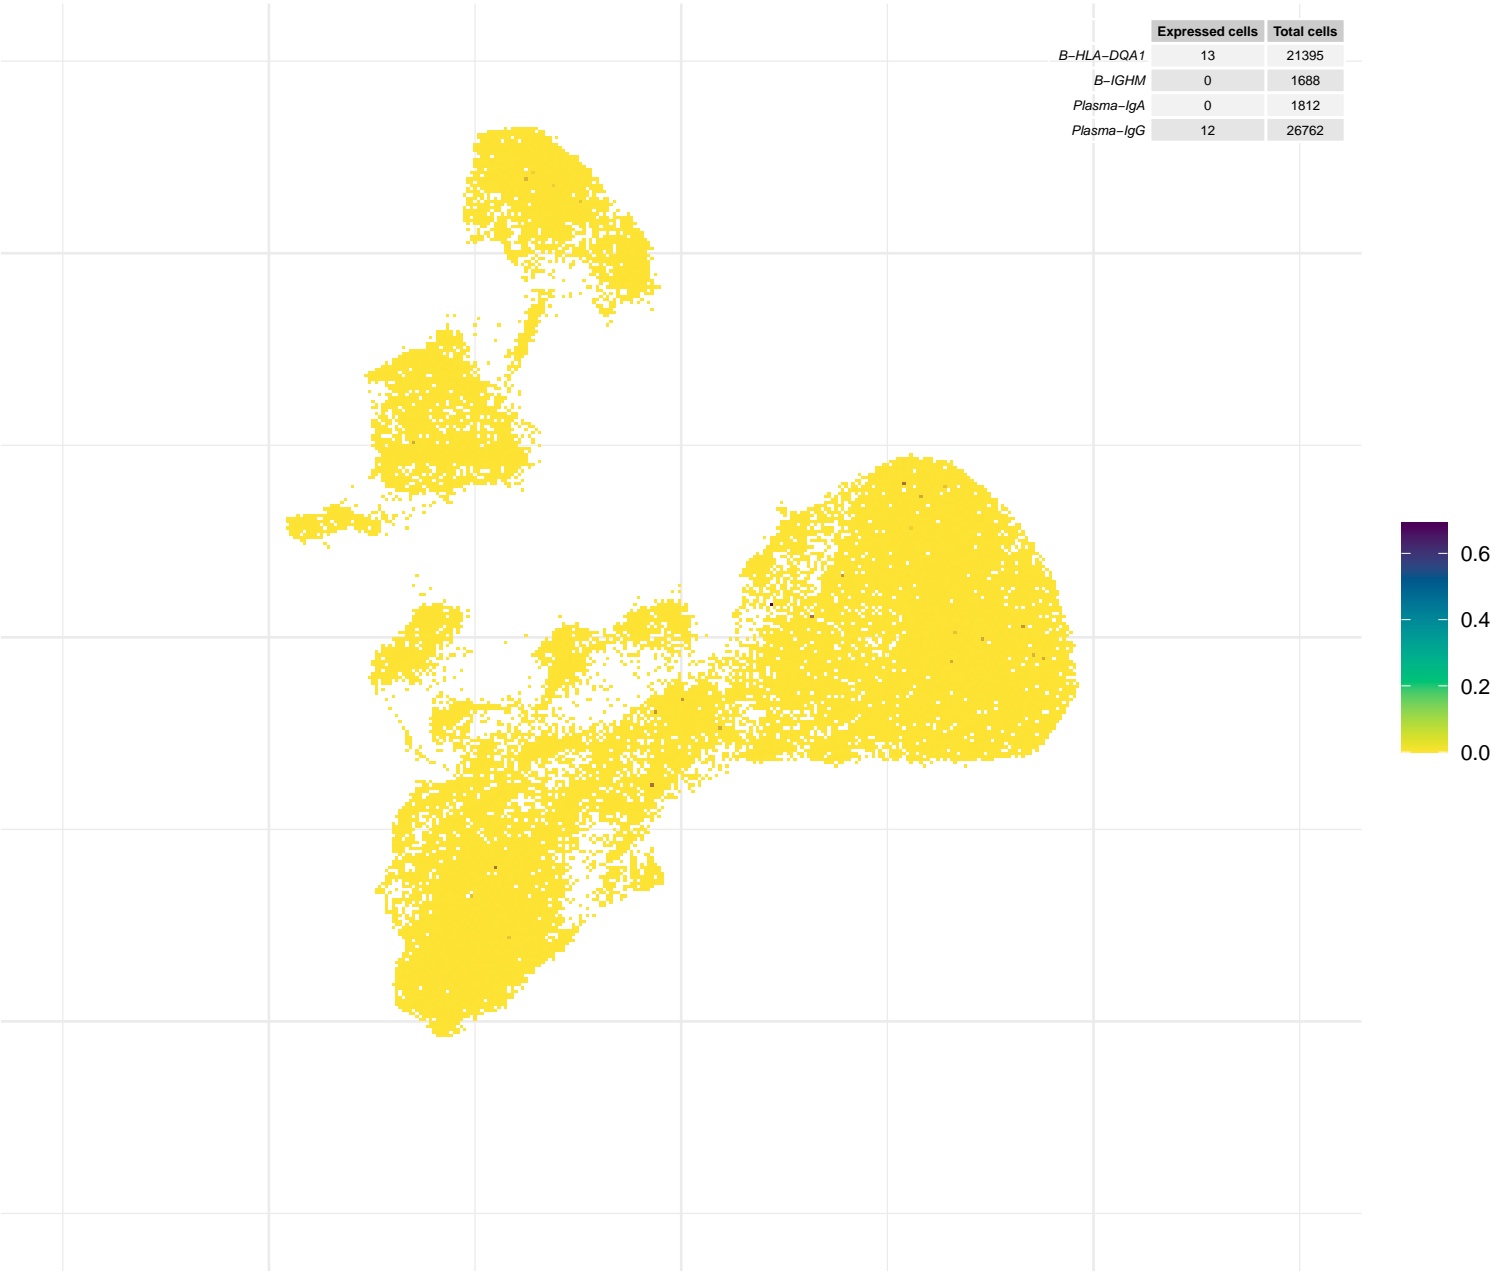 Expressed cells Total cells
B−HLA−DQA1 13 21395
B−IGHM 0 1688
Plasma−IgA 0 1812
Plasma−IgG 12 26762
0.6
0.4
0.2
0.0